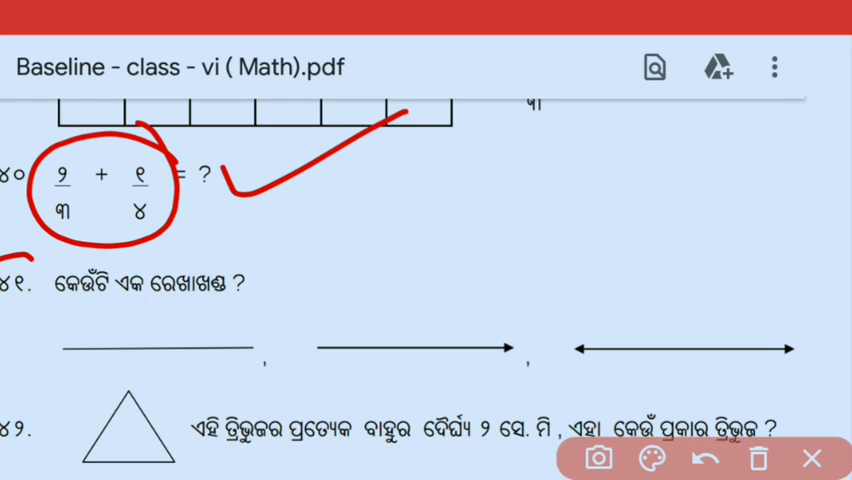 Baseline - class - vi ( Math).pdf
୩
୪୦ ୨/୩ + ୧/୪ = ?
୪୧. କେଉଁଟି ଏକ ରେଖାଖଣ୍ଡ ?
, ,
୪୨. ଏହି ତ୍ରିଭୁଜର ପ୍ରତ୍ୟେକ ବାହୁର ଦୈର୍ଘ୍ୟ ୨ ସେ. ମି , ଏହା କେଉଁ ପ୍ରକାର ତ୍ରିଭୁଜ ?